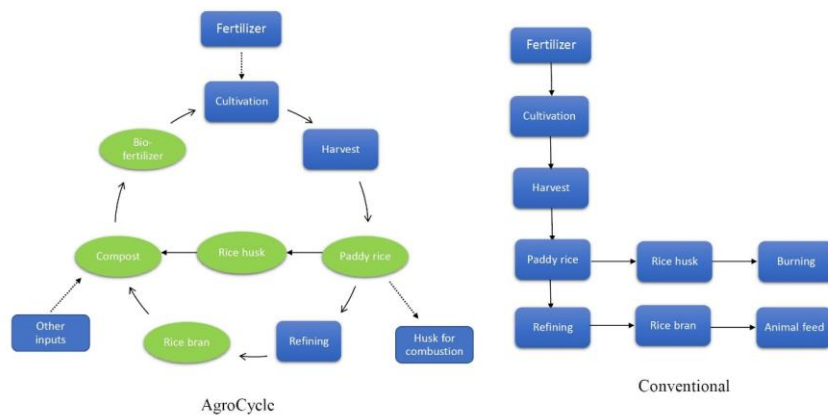 Fertilizer
Cultivation
Harvest
Bio-
fertilizer
Compost
Rice husk
Paddy rice
Other
inputs
Rice bran
Refining
Husk for
combustion
AgroCycle
Fertilizer
Cultivation
Harvest
Paddy rice
Rice husk
Burning
Refining
Rice bran
Animal feed
Conventional